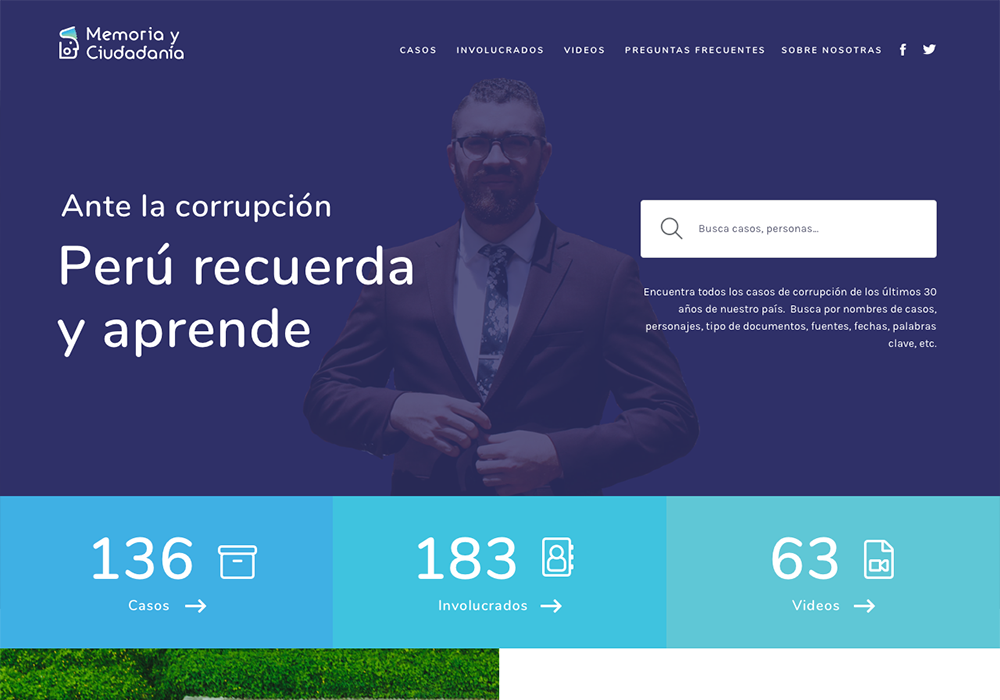 Memoria y
Ciudadanía
CASOS INVOLUCRADOS VIDEOS PREGUNTAS FRECUENTES SOBRE NOSOTRAS
Ante la corrupción
Perú recuerda
y aprende
Busca casos, personas...
Encuentra todos los casos de corrupción de los últimos 30
años de nuestro país. Busca por nombres de casos,
personajes, tipo de documentos, fuentes, fechas, palabras
clave, etc.
136
Casos
183
Involucrados
63
Videos